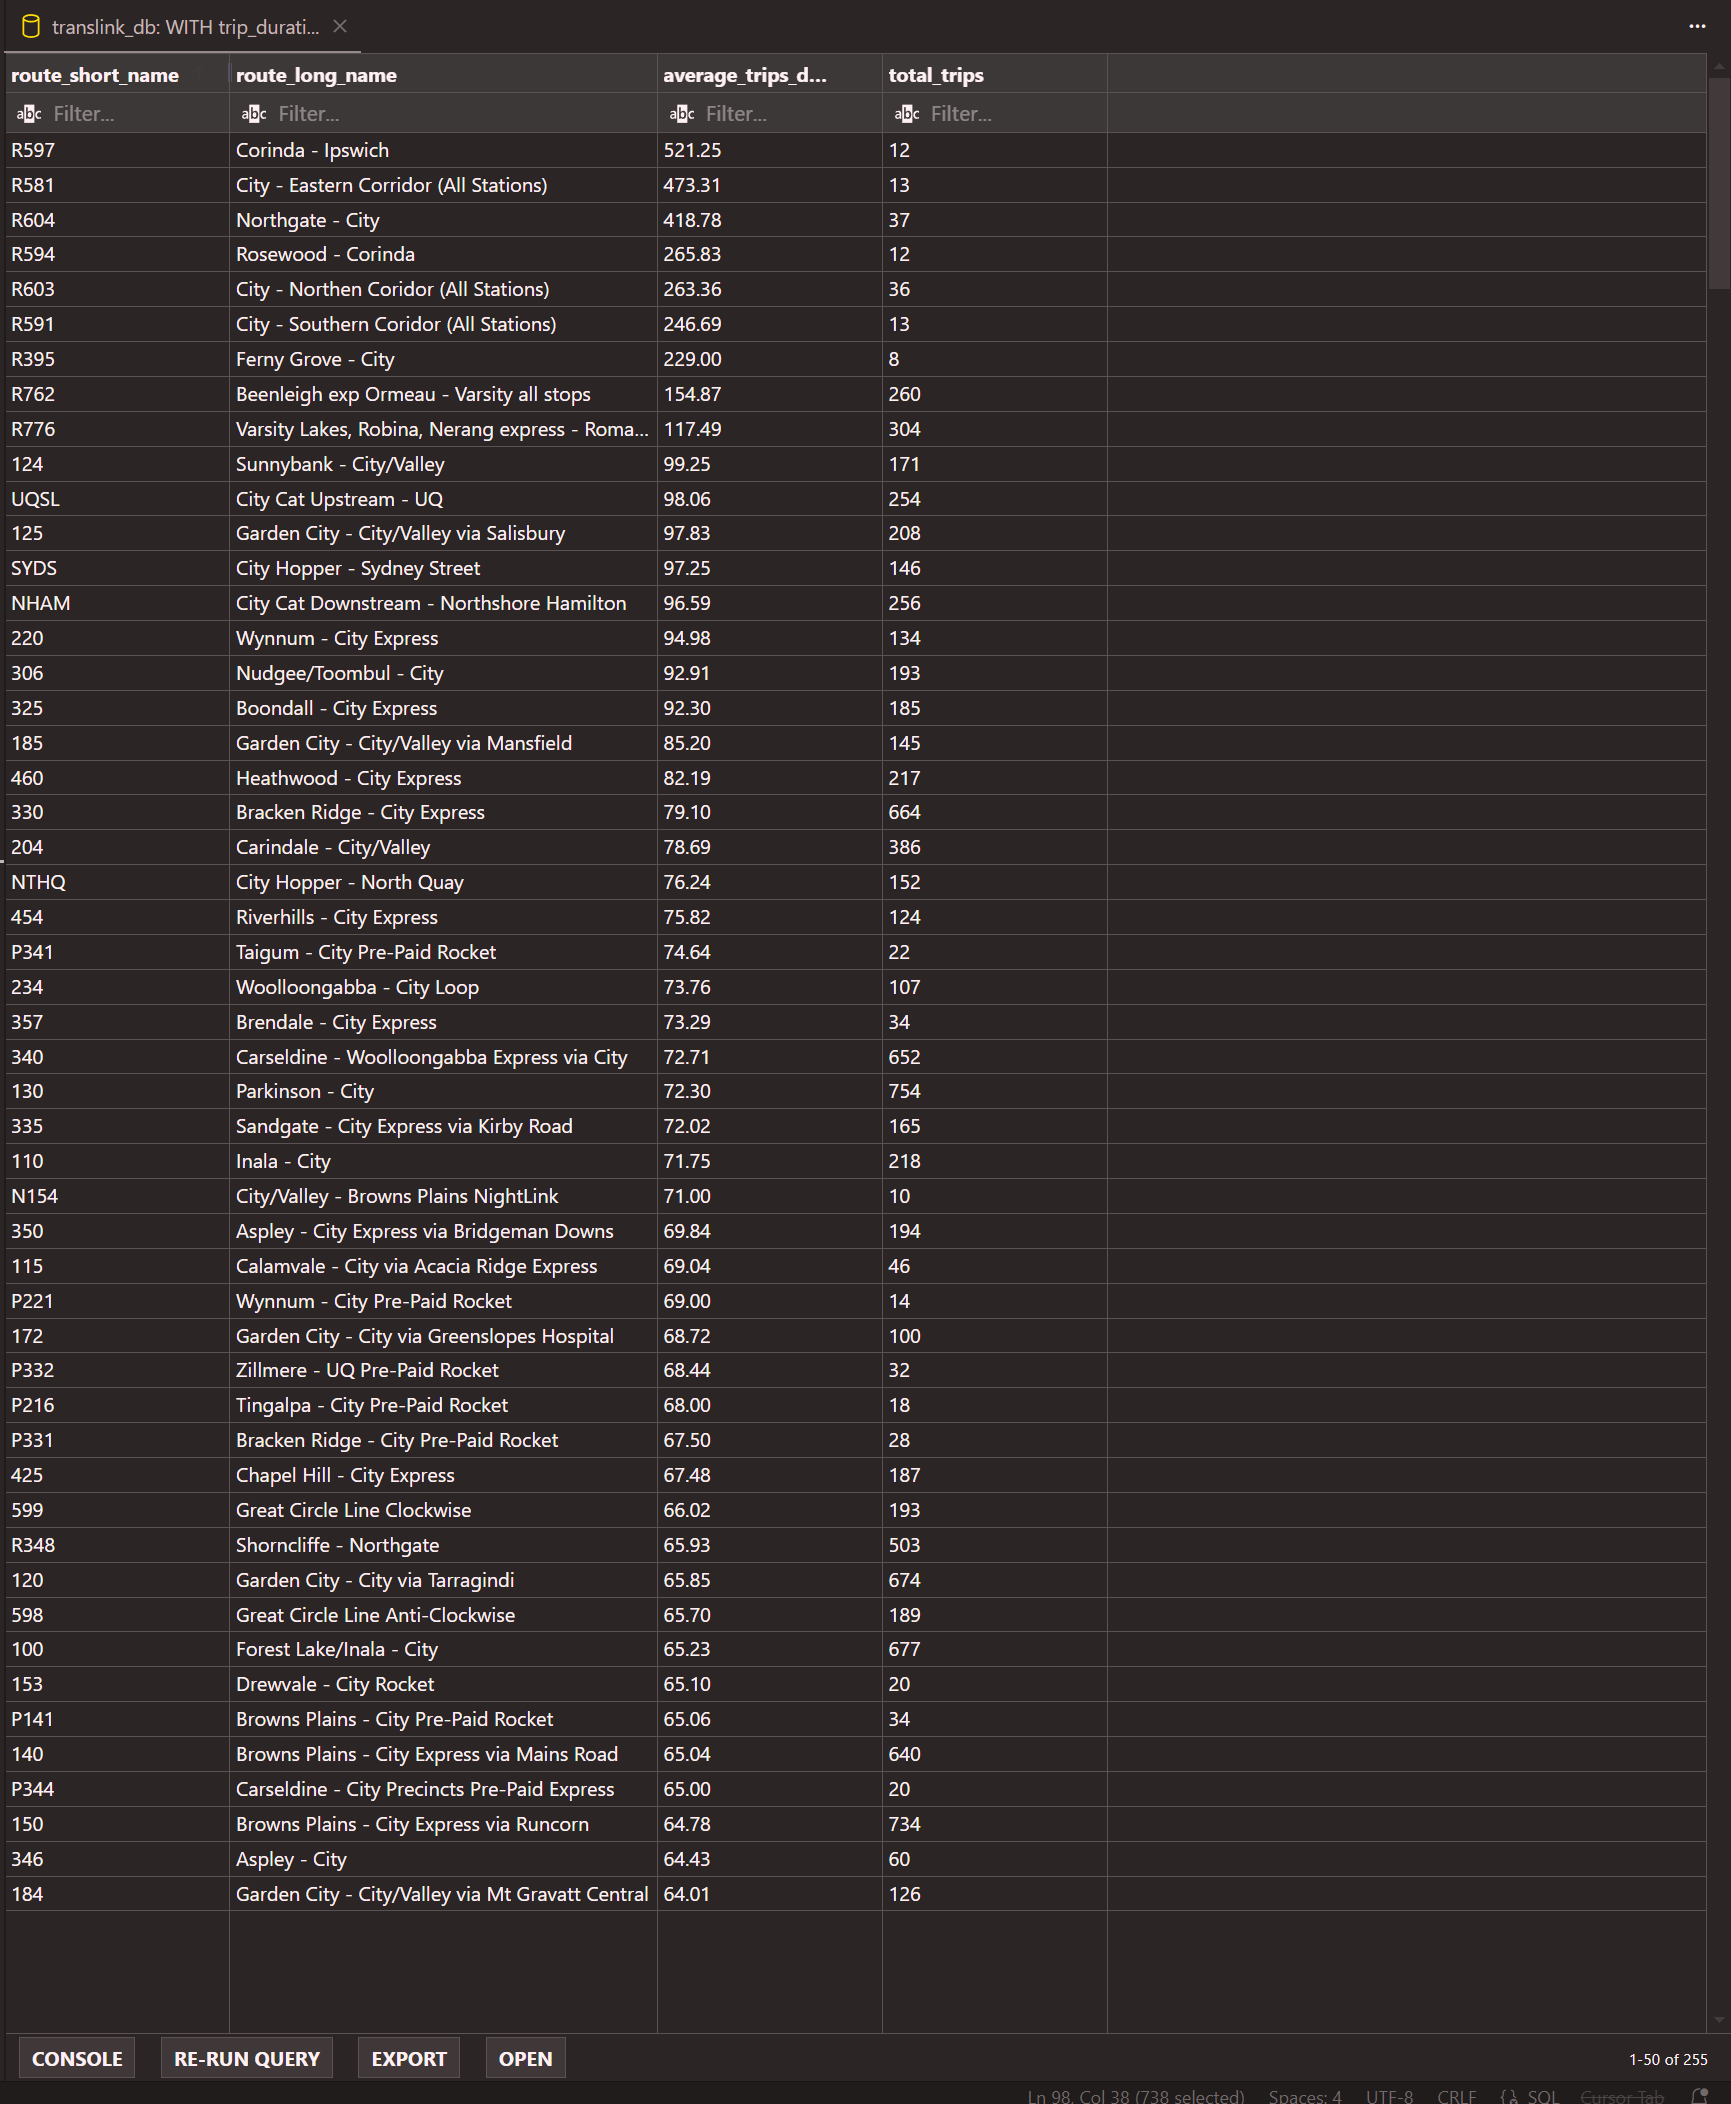 translink_db: WITH trip_durati...
route_short_name route_long_name average_trips_d... total_trips
abc Filter... abc Filter... abc Filter... abc Filter...
R597 Corinda - Ipswich 521.25 12
R581 City - Eastern Corridor (All Stations) 473.31 13
R604 Northgate - City 418.78 37
R594 Rosewood - Corinda 265.83 12
R603 City - Northen Coridor (All Stations) 263.36 36
R591 City - Southern Coridor (All Stations) 246.69 13
R395 Ferny Grove - City 229.00 8
R762 Beenleigh exp Ormeau - Varsity all stops 154.87 260
R776 Varsity Lakes, Robina, Nerang express - Roma... 117.49 304
124 Sunnybank - City/Valley 99.25 171
UQSL City Cat Upstream - UQ 98.06 254
125 Garden City - City/Valley via Salisbury 97.83 208
SYDS City Hopper - Sydney Street 97.25 146
NHAM City Cat Downstream - Northshore Hamilton 96.59 256
220 Wynnum - City Express 94.98 134
306 Nudgee/Toombul - City 92.91 193
325 Boondall - City Express 92.30 185
185 Garden City - City/Valley via Mansfield 85.20 145
460 Heathwood - City Express 82.19 217
330 Bracken Ridge - City Express 79.10 664
204 Carindale - City/Valley 78.69 386
NTHQ City Hopper - North Quay 76.24 152
454 Riverhills - City Express 75.82 124
P341 Taigum - City Pre-Paid Rocket 74.64 22
234 Woolloongabba - City Loop 73.76 107
357 Brendale - City Express 73.29 34
340 Carseldine - Woolloongabba Express via City 72.71 652
130 Parkinson - City 72.30 754
335 Sandgate - City Express via Kirby Road 72.02 165
110 Inala - City 71.75 218
N154 City/Valley - Browns Plains NightLink 71.00 10
350 Aspley - City Express via Bridgeman Downs 69.84 194
115 Calamvale - City via Acacia Ridge Express 69.04 46
P221 Wynnum - City Pre-Paid Rocket 69.00 14
172 Garden City - City via Greenslopes Hospital 68.72 100
P332 Zillmere - UQ Pre-Paid Rocket 68.44 32
P216 Tingalpa - City Pre-Paid Rocket 68.00 18
P331 Bracken Ridge - City Pre-Paid Rocket 67.50 28
425 Chapel Hill - City Express 67.48 187
599 Great Circle Line Clockwise 66.02 193
R348 Shorncliffe - Northgate 65.93 503
120 Garden City - City via Tarragindi 65.85 674
598 Great Circle Line Anti-Clockwise 65.70 189
100 Forest Lake/Inala - City 65.23 677
153 Drewvale - City Rocket 65.10 20
P141 Browns Plains - City Pre-Paid Rocket 65.06 34
140 Browns Plains - City Express via Mains Road 65.04 640
P344 Carseldine - City Precincts Pre-Paid Express 65.00 20
150 Browns Plains - City Express via Runcorn 64.78 734
346 Aspley - City 64.43 60
184 Garden City - City/Valley via Mt Gravatt Central 64.01 126
CONSOLE RE-RUN QUERY EXPORT OPEN 1-50 of 255
Ln 98, Col 38 (738 selected) Spaces: 4 UTF-8 CRLF SQL Cursor Tab